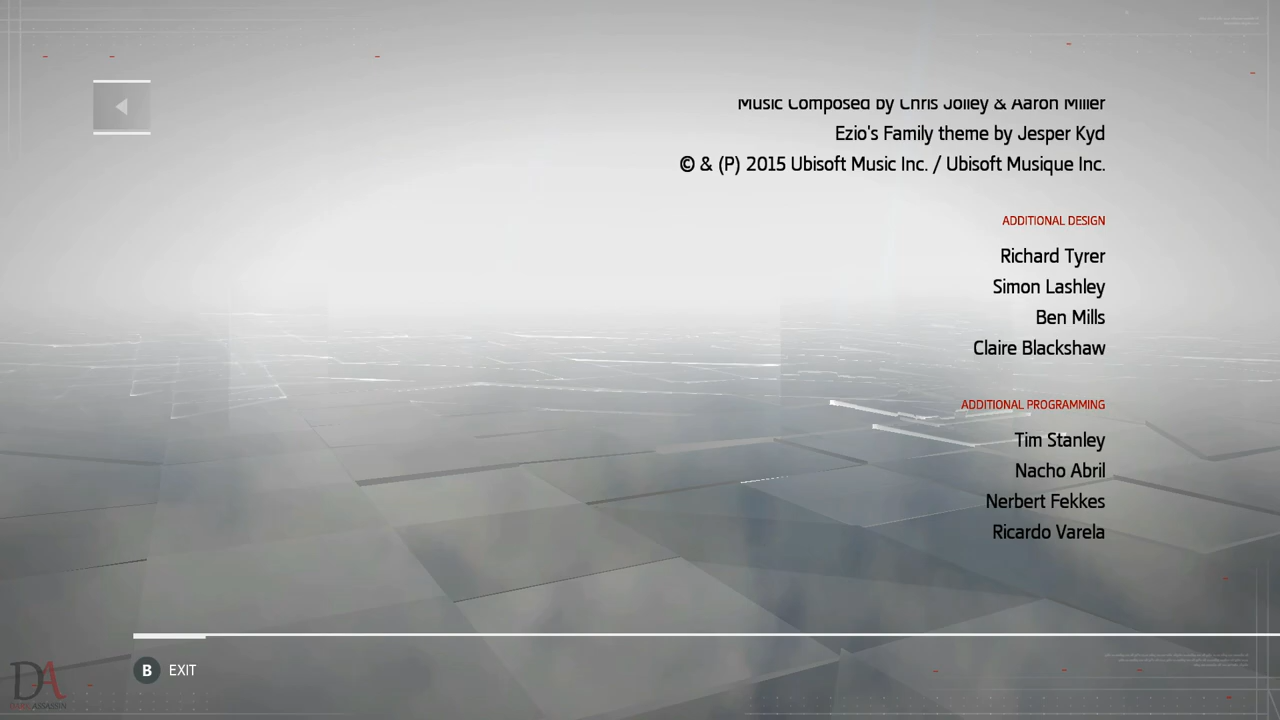 Music Composed by Chris Jolley & Aaron Miller
Ezio's Family theme by Jesper Kyd
© & (P) 2015 Ubisoft Music Inc. / Ubisoft Musique Inc.
ADDITIONAL DESIGN
Richard Tyrer
Simon Lashley
Ben Mills
Claire Blackshaw
ADDITIONAL PROGRAMMING
Tim Stanley
Nacho Abril
Nerbert Fekkes
Ricardo Varela
B EXIT
DA